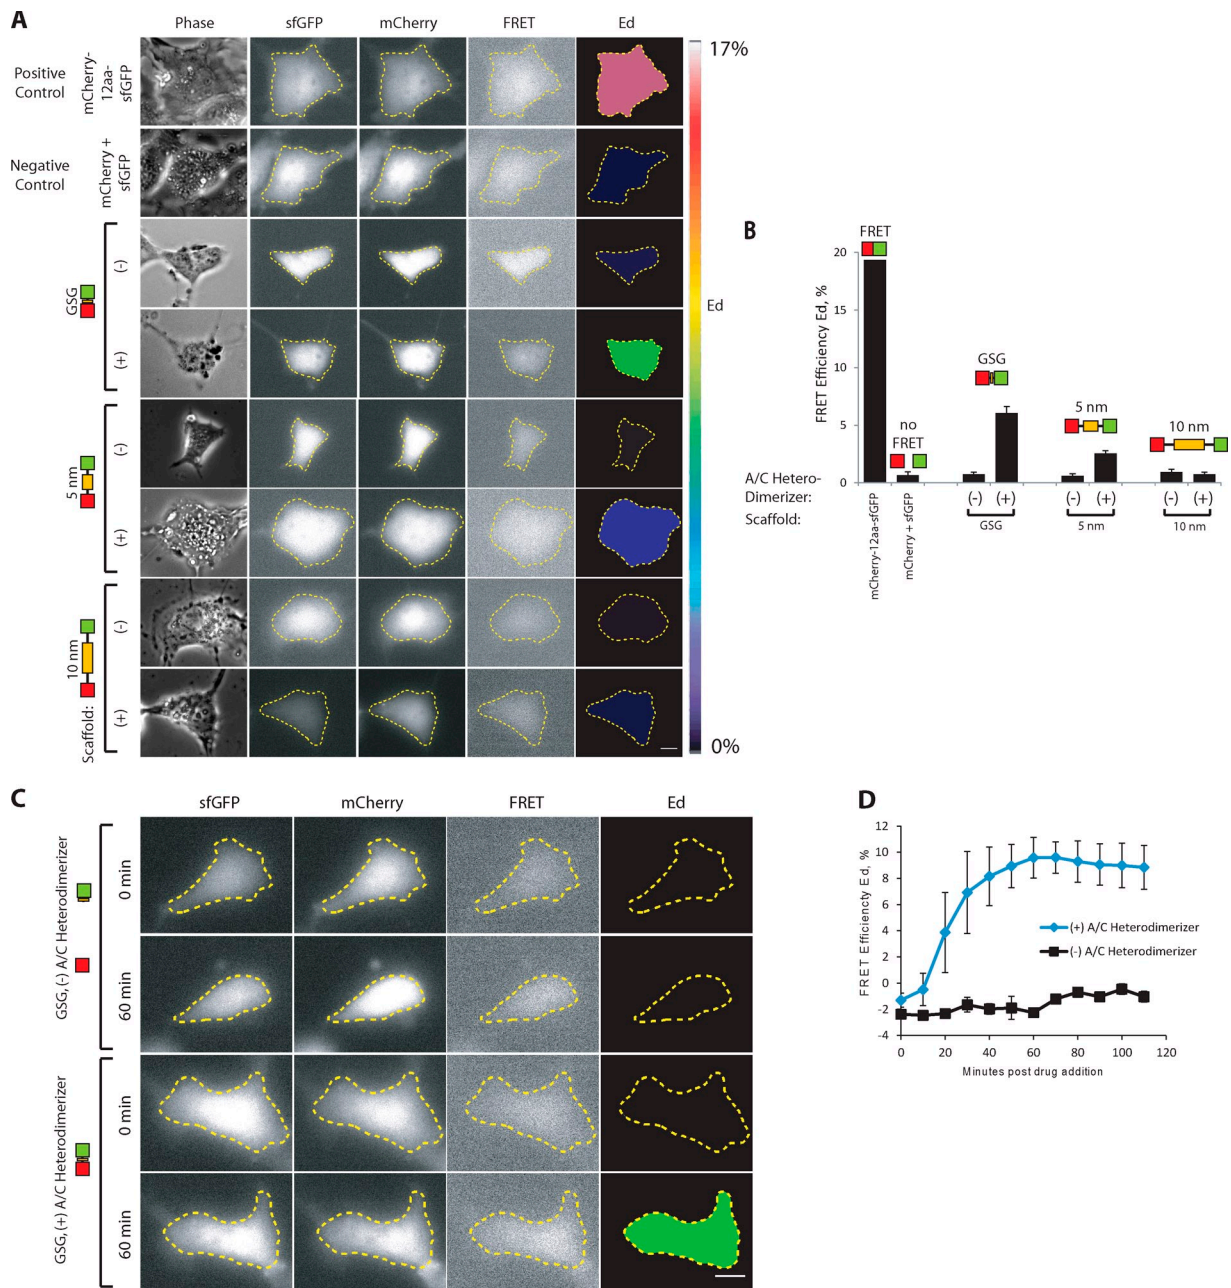 A
Phase
sfGFP
mCherry
FRET
Ed
Positive
Control
mCherry-
12aa-
sfGFP
17%
Negative
Control
mCherry +
sfGFP
GSG
(-)
(+)
5 nm
(-)
(+)
Scaffold:
10 nm
(-)
(+)
Ed
0%
B
FRET Efficiency Ed, %
20
15
10
5
0
FRET
no
FRET
GSG
5 nm
10 nm
A/C Hetero-
Dimerizer:
(-)
(+)
(-)
(+)
(-)
(+)
Scaffold:
mCherry-12aa-sfGFP
mCherry + sfGFP
GSG
5 nm
10 nm
C
sfGFP
mCherry
FRET
Ed
GSG, (-) A/C Heterodimerizer
0 min
60 min
GSG, (+) A/C Heterodimerizer
0 min
60 min
D
FRET Efficiency Ed, %
12
10
8
6
4
2
0
-2
-4
(+) A/C Heterodimerizer
(-) A/C Heterodimerizer
0
20
40
60
80
100
120
Minutes post drug addition